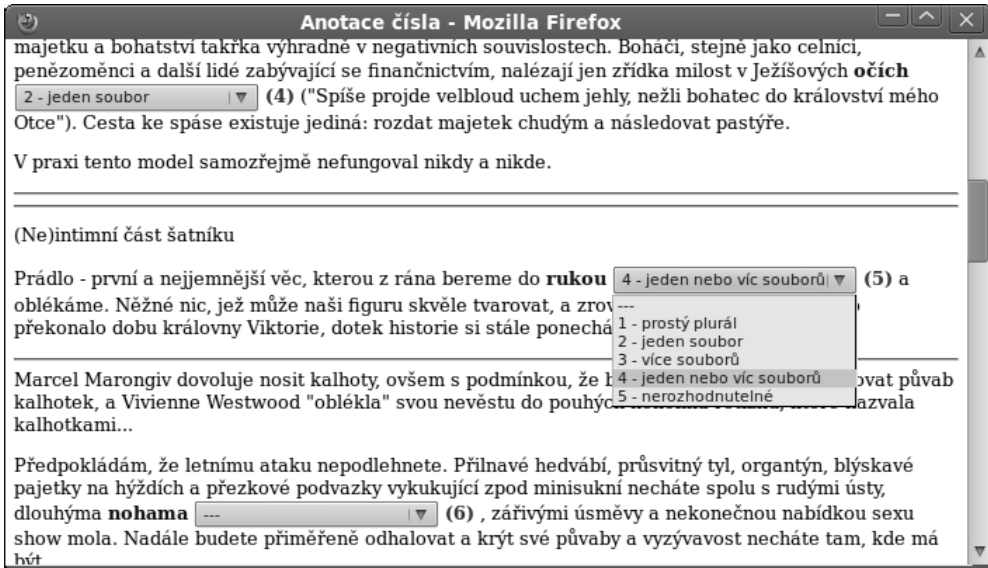 Anotace čísla - Mozilla Firefox
majetku a bohatství takřka výhradně v negativních souvislostech. Boháči, stejně jako celníci,
penězoměnci a další lidé zabývající se finančnictvím, nalézají jen zřídka milost v Ježíšových očích
2 - jeden soubor (4) ("Spíše projde velbloud uchem jehly, nežli bohatec do království mého
Otce"). Cesta ke spáse existuje jediná: rozdat majetek chudým a následovat pastýře.
V praxi tento model samozřejmě nefungoval nikdy a nikde.
(Ne)intimní část šatníku
Prádlo - první a nejjemnější věc, kterou z rána bereme do rukou 4 - jeden nebo víc souborů (5) a
oblékáme. Něžné nic, jež může naši figuru skvěle tvarovat, a
překonalo dobu královny Viktorie, dotek historie si stále
---
1 - prostý plurál
2 - jeden soubor
3 - více souborů
4 - jeden nebo víc souborů
5 - nerozhodnutelné
Marcel Marongiv dovoluje nosit kalhoty, ovšem s podmínkou, že půvab
kalhotek, a Vivienne Westwood "oblékla" svou nevěstu do
kalhotkami...
Předpokládám, že letnímu ataku nepodlehnete. Přilnavé hedvábí, průsvitný tyl, organtýn, blýskavé
pajetky na hýždích a přezkové podvazky vykukující zpod minisukní necháte spolu s rudými ústy,
dlouhýma nohama --- (6) , zářivými úsměvy a nekonečnou nabídkou sexu
show mola. Nadále budete přiměřeně odhalovat a krýt své půvaby a vyzývavost necháte tam, kde má
být